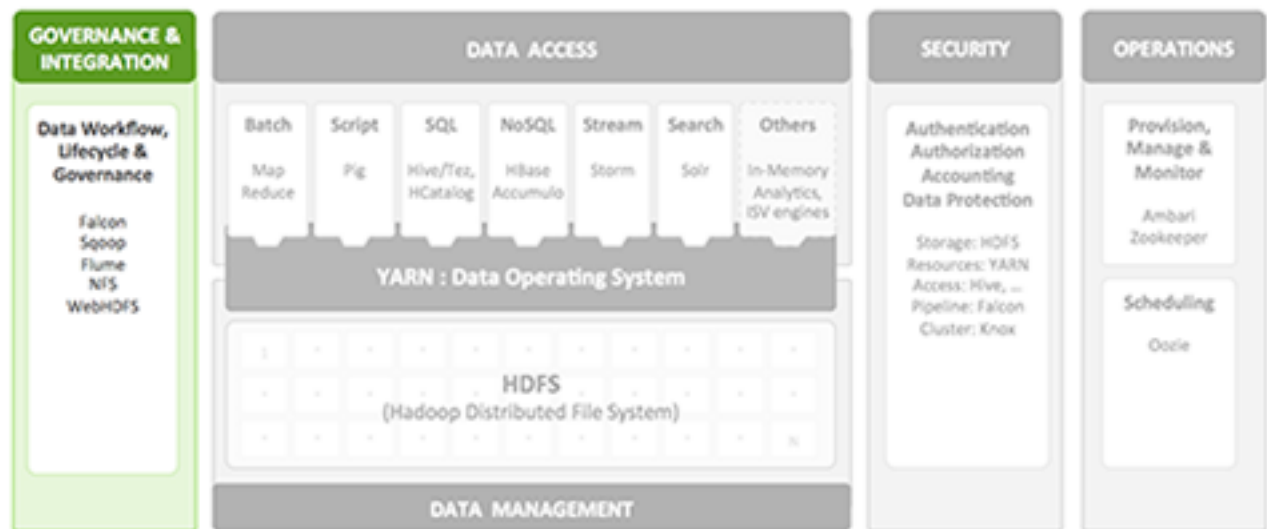 GOVERNANCE &
INTEGRATION
Data Workflow,
Lifecycle &
Governance
Falcon
Sqoop
Flume
NFS
WebHDFS
DATA ACCESS
Batch
Map
Reduce
Script
Pig
SQL
Hive/Tez,
HCatalog
NoSQL
HBase
Accumulo
Stream
Storm
Search
Solr
Others
In-Memory
Analytics,
ISV engines
YARN : Data Operating System
1
HDFS
(Hadoop Distributed File System)
N
DATA MANAGEMENT
SECURITY
Authentication
Authorization
Accounting
Data Protection
Storage: HDFS
Resources: YARN
Access: Hive, ...
Pipeline: Falcon
Cluster: Knox
OPERATIONS
Provision,
Manage &
Monitor
Ambari
Zookeeper
Scheduling
Oozie